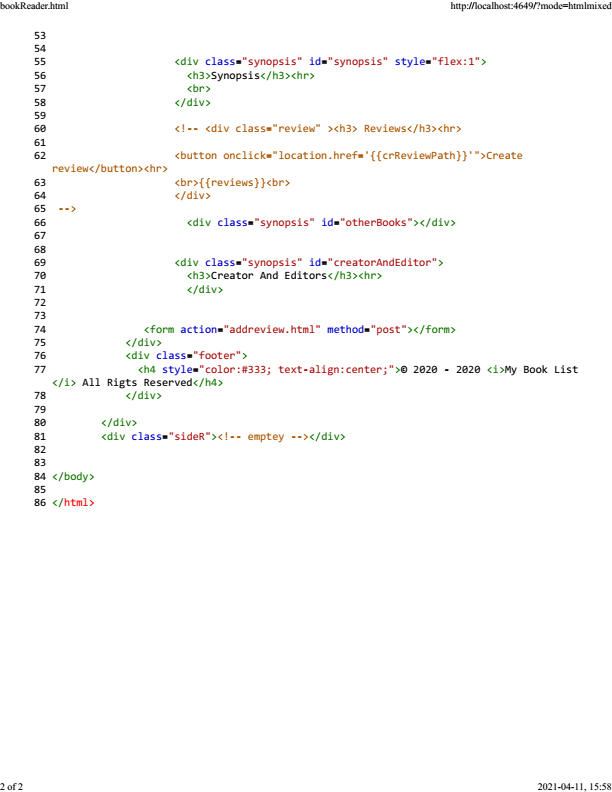 bookReader.html http://localhost:4649/?mode=htmlmixed
53
54
55 <div class="synopsis" id="synopsis" style="flex:1">
56 <h3>Synopsis</h3><hr>
57 <br>
58 </div>
59
60 <!-- <div class="review" ><h3> Reviews</h3><hr>
61
62 <button onclick="location.href='{{crReviewPath}}'">Create
review</button><hr>
63 <br>{{reviews}}<br>
64 </div>
65 -->
66 <div class="synopsis" id="otherBooks"></div>
67
68
69 <div class="synopsis" id="creatorAndEditor">
70 <h3>Creator And Editors</h3><hr>
71 </div>
72
73
74 <form action="addreview.html" method="post"></form>
75 </div>
76 <div class="footer">
77 <h4 style="color:#333; text-align:center;">© 2020 - 2020 <i>My Book List
</i> All Rigts Reserved</h4>
78 </div>
79
80 </div>
81 <div class="sideR"><!-- emptey --></div>
82
83
84 </body>
85
86 </html>
2 of 2 2021-04-11, 15:58